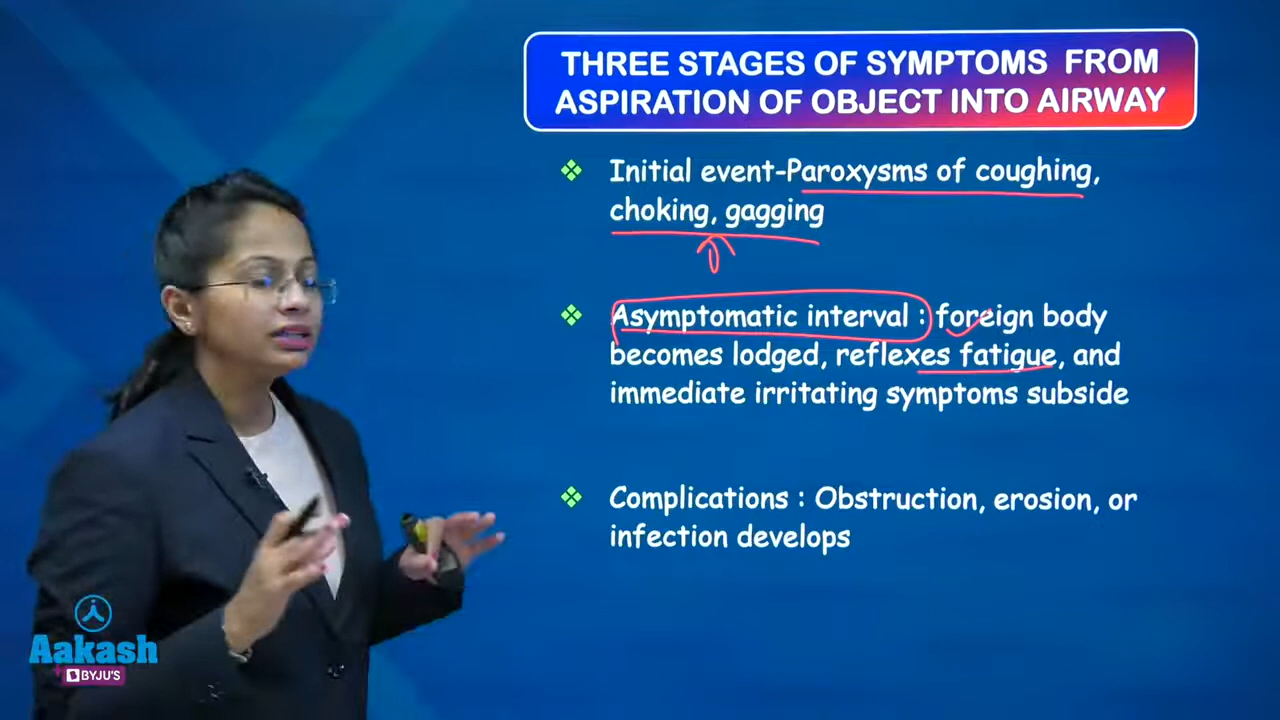 THREE STAGES OF SYMPTOMS FROM
ASPIRATION OF OBJECT INTO AIRWAY
Initial event-Paroxysms of coughing,
choking, gagging
Asymptomatic interval : foreign body
becomes lodged, reflexes fatigue, and
immediate irritating symptoms subside
Complications : Obstruction, erosion, or
infection develops
Aakash
BYJU'S